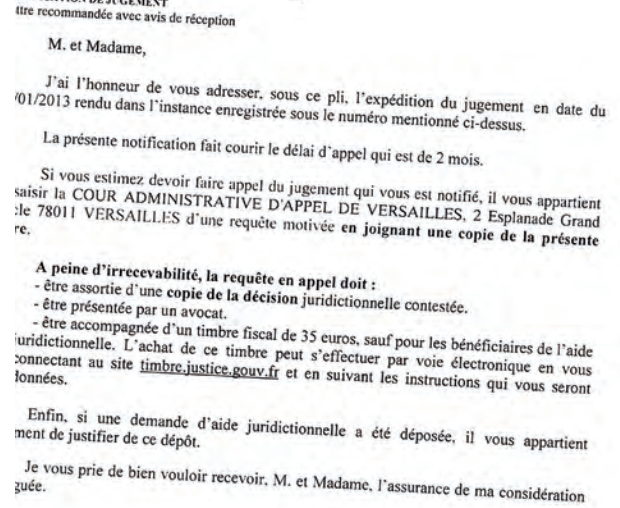 JUGEMENT
ttre recommandée avec avis de réception
M. et Madame,
J'ai l'honneur de vous adresser, sous ce pli, l'expédition du jugement en date du
/01/2013 rendu dans l'instance enregistrée sous le numéro mentionné ci-dessus.
La présente notification fait courir le délai d'appel qui est de 2 mois.
Si vous estimez devoir faire appel du jugement qui vous est notifié, il vous appartient
saisir la COUR ADMINISTRATIVE D'APPEL DE VERSAILLES, 2 Esplanade Grand
cle 78011 VERSAILLES d'une requête motivée en joignant une copie de la présente
re.
A peine d'irrecevabilité, la requête en appel doit :
- être assortie d'une copie de la décision juridictionnelle contestée.
- être présentée par un avocat.
- être accompagnée d'un timbre fiscal de 35 euros, sauf pour les bénéficiaires de l'aide
uridictionnelle. L'achat de ce timbre peut s'effectuer par voie électronique en vous
connectant au site timbre.justice.gouv.fr et en suivant les instructions qui vous seront
données.
Enfin, si une demande d'aide juridictionnelle a été déposée, il vous appartient
ment de justifier de ce dépôt.
Je vous prie de bien vouloir recevoir, M. et Madame, l'assurance de ma considération
guée.